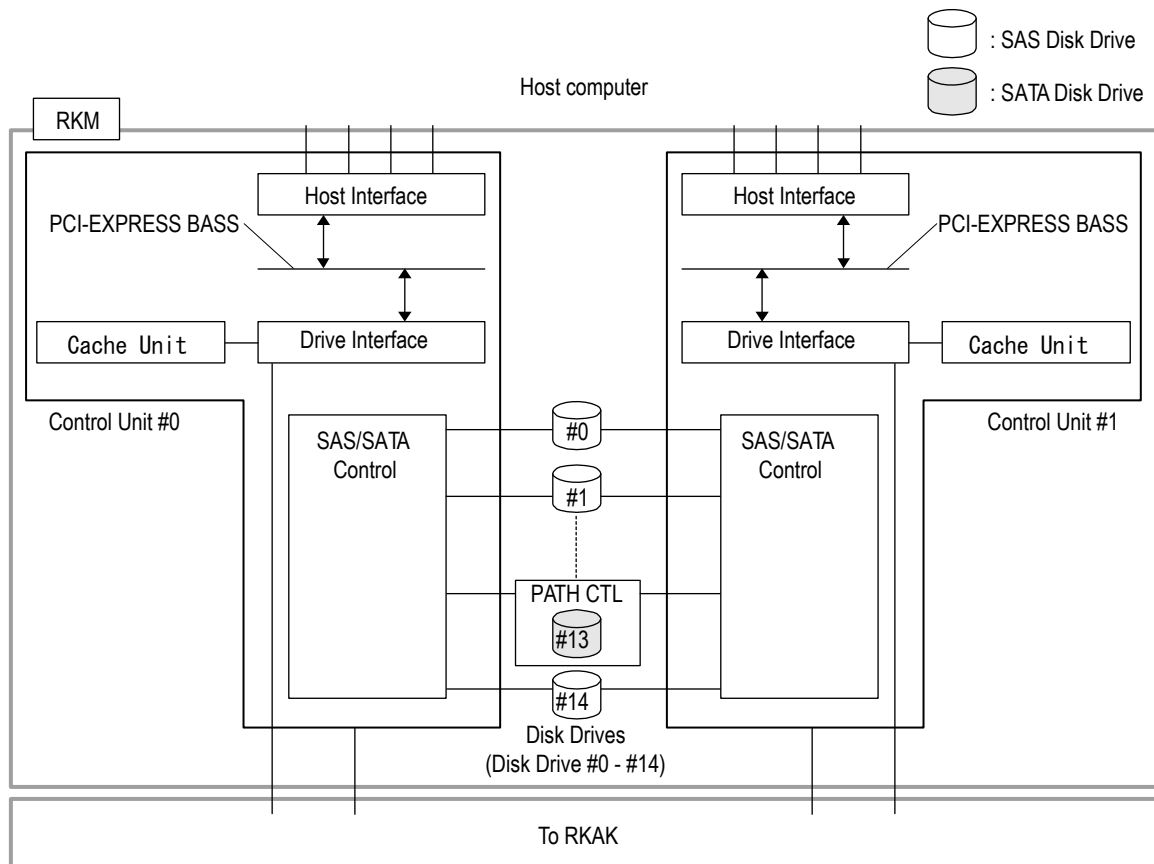 : SAS Disk Drive
Host computer
: SATA Disk Drive
RKM
Host Interface
Host Interface
PCI-EXPRESS BASS
PCI-EXPRESS BASS
Cache Unit
Drive Interface
Drive Interface
Cache Unit
Control Unit #0
Control Unit #1
SAS/SATA
Control
#0
SAS/SATA
Control
#1
PATH CTL
#13
#14
Disk Drives
(Disk Drive #0 - #14)
To RKAK